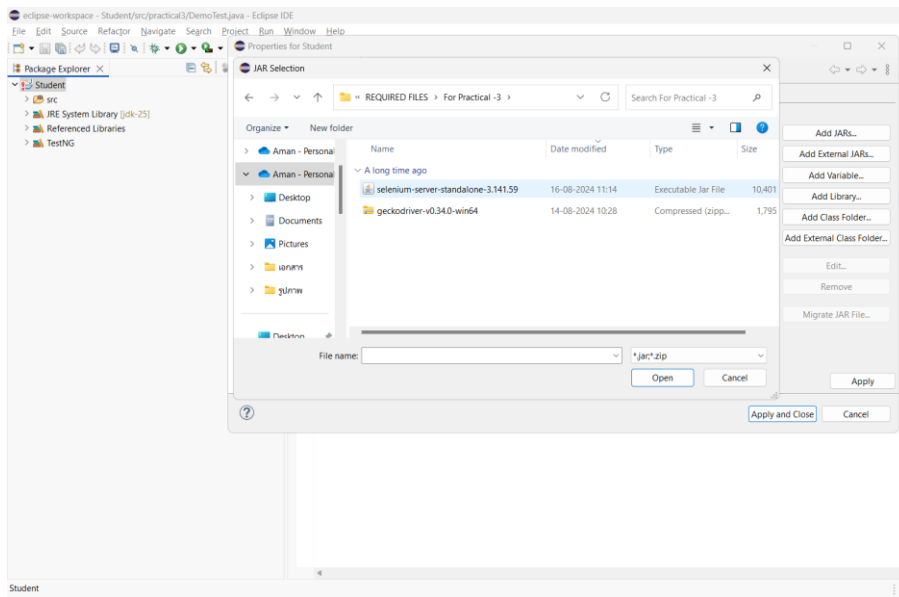 eclipse-workspace - Student/src/practical3/DemoTest.java - Eclipse IDE
File Edit Source Refactor Navigate Search Project Run Window Help
Properties for Student
Package Explorer
Student
src
JRE System Library [jdk-25]
Referenced Libraries
TestNG
JAR Selection
« REQUIRED FILES › For Practical -3 ›
Search For Practical -3
Organize New folder
Aman - Personal
Aman - Personal
Desktop
Documents
Pictures
เอกสาร
รูปภาพ
Desktop
Name Date modified Type Size
A long time ago
selenium-server-standalone-3.141.59 16-08-2024 11:14 Executable Jar File 10,401
geckodriver-v0.34.0-win64 14-08-2024 10:28 Compressed (zipp... 1,795
File name: *.jar;*.zip
Open Cancel
Add JARs...
Add External JARs...
Add Variable...
Add Library...
Add Class Folder...
Add External Class Folder...
Edit...
Remove
Migrate JAR File...
Apply
Apply and Close Cancel
Student